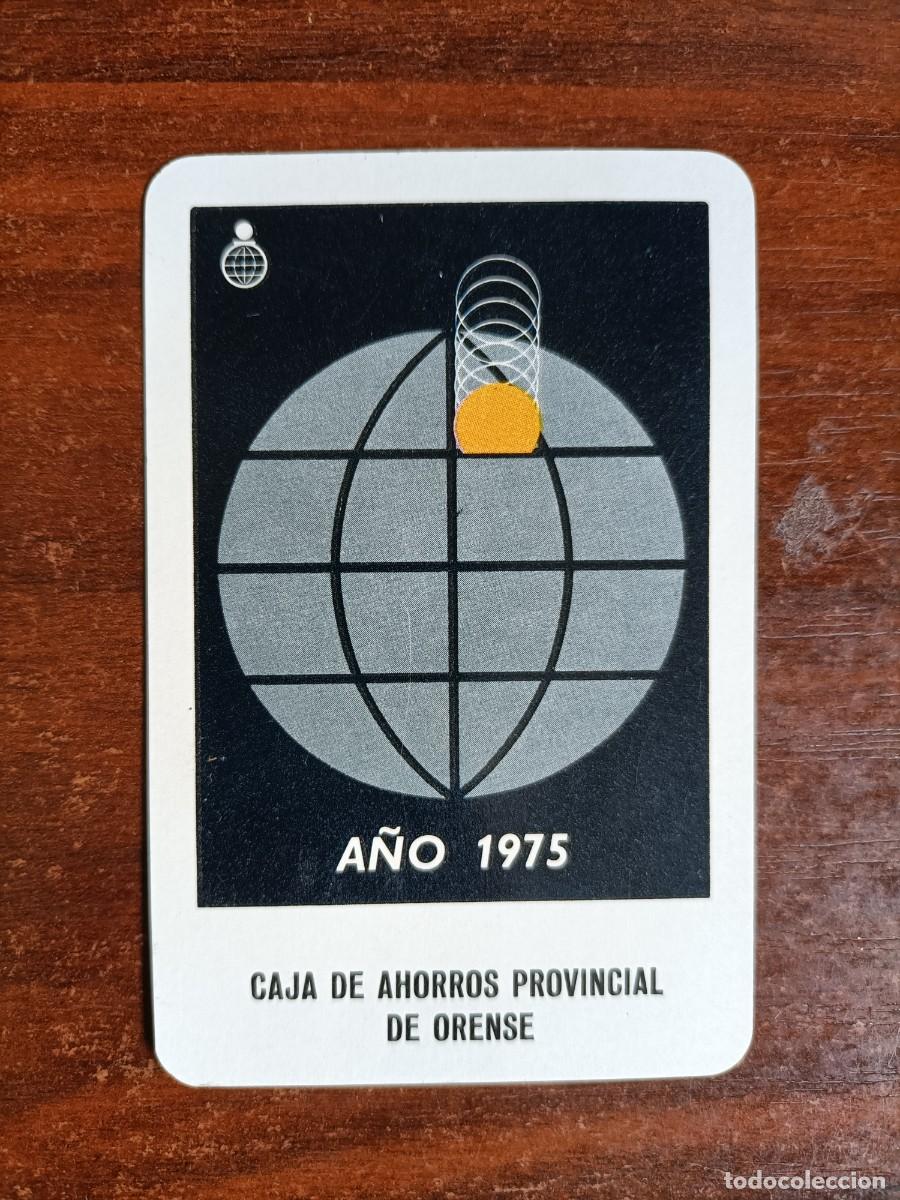 AÑO 1975
CAJA DE AHORROS PROVINCIAL
DE ORENSE
todocoleccion